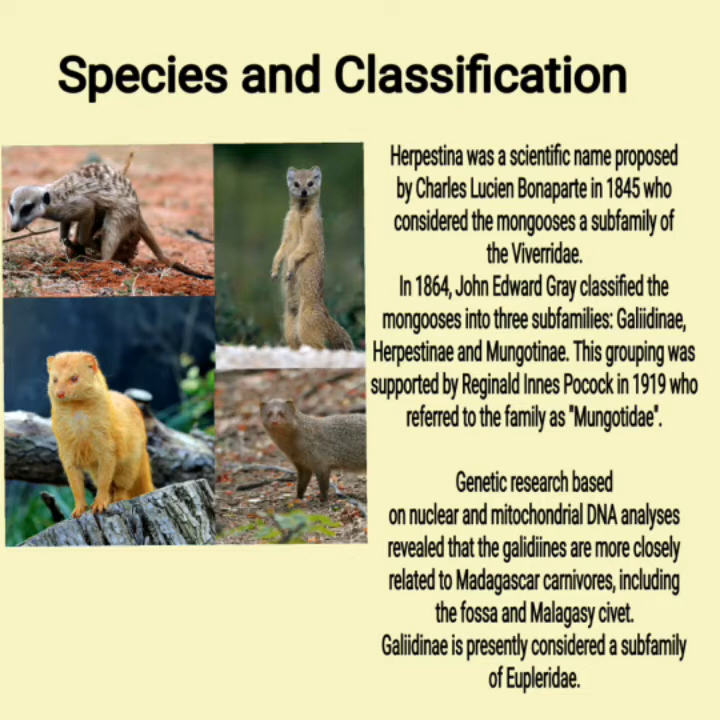 Species and Classification
Herpestina was a scientific name proposed
by Charles Lucien Bonaparte in 1845 who
considered the mongooses a subfamily of
the Viverridae.
In 1864, John Edward Gray classified the
mongooses into three subfamilies: Galiidinae,
Herpestinae and Mungotinae. This grouping was
supported by Reginald Innes Pocock in 1919 who
referred to the family as "Mungotidae".
Genetic research based
on nuclear and mitochondrial DNA analyses
revealed that the galidiines are more closely
related to Madagascar carnivores, including
the fossa and Malagasy civet.
Galiidinae is presently considered a subfamily
of Eupleridae.